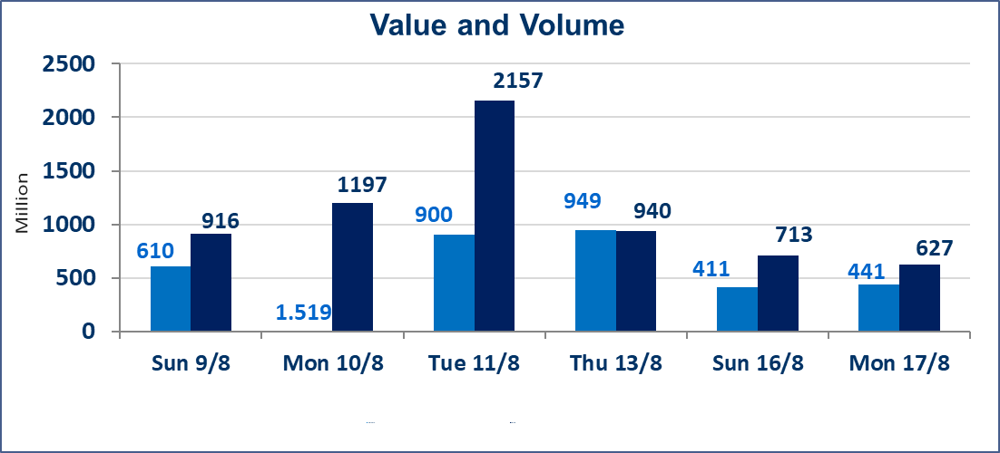 Value and Volume
Million
2500
2000
1500
1000
500
0
610
916
1.519
1197
900
2157
949
940
411
713
441
627
Sun 9/8
Mon 10/8
Tue 11/8
Thu 13/8
Sun 16/8
Mon 17/8